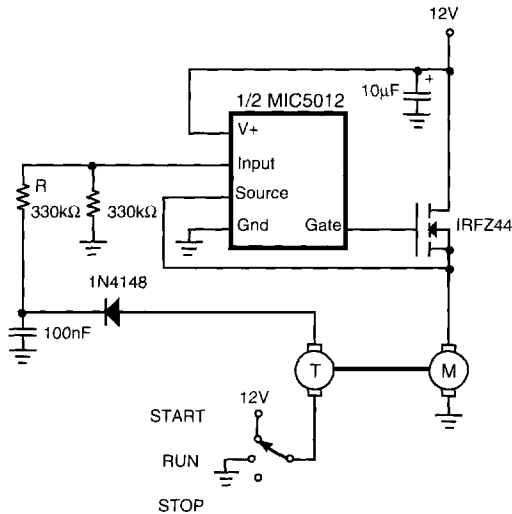 12V
10µF
+
1/2 MIC5012
V+
Input
Source
Gnd
Gate
IRFZ44
R
330kΩ
330kΩ
1N4148
100nF
T
M
12V
START
RUN
STOP